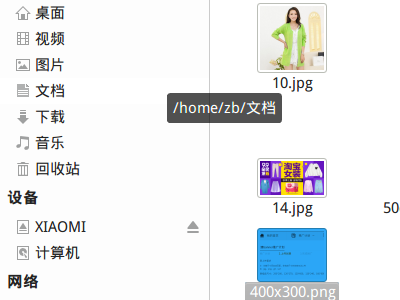 桌面
视频
图片
文档
下载
音乐
回收站
设备
XIAOMI
计算机
网络
/home/zb/文档
10.jpg
淘宝
女装
14.jpg
50
400x300.png